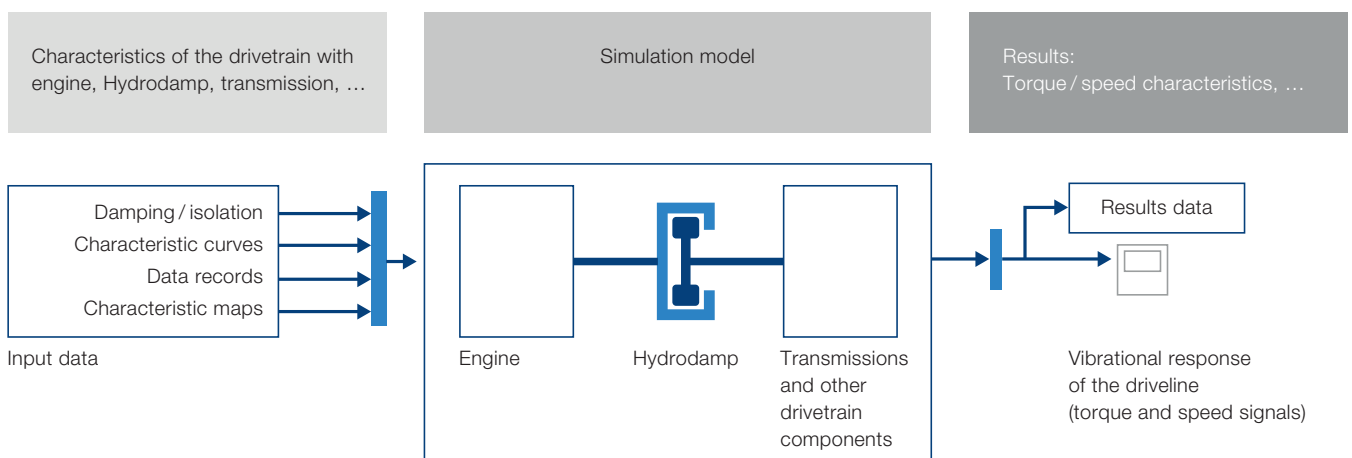 Characteristics of the drivetrain with
engine, Hydrodamp, transmission, …
Simulation model
Results:
Torque / speed characteristics, …
Damping / isolation
Characteristic curves
Data records
Characteristic maps
Input data
Engine
Hydrodamp
Transmissions
and other
drivetrain
components
Results data
Vibrational response
of the driveline
(torque and speed signals)